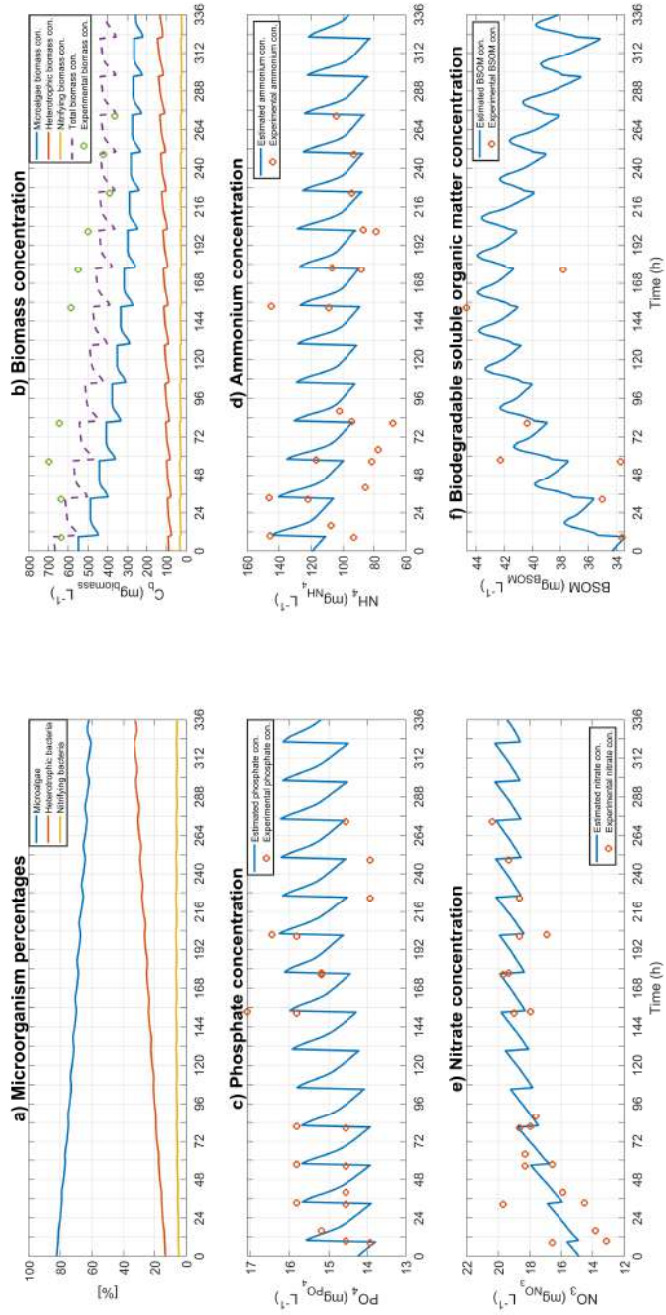 a) Microorganism percentages
[%]
100
80
60
40
20
0
Microalgae
Heterotrophic bacteria
Nitrifying bacteria
0 24 48 72 96 120 144 168 192 216 240 264 288 312 336
b) Biomass concentration
C_b (mg_biomass L⁻¹)
800
700
600
500
400
300
200
100
0
Microalgae biomass con.
Heterotrophic biomass con.
Nitrifying biomass con.
Total biomass con.
Experimental biomass con.
0 24 48 72 96 120 144 168 192 216 240 264 288 312 336
c) Phosphate concentration
PO₄ (mg_PO₄ L⁻¹)
17
16
15
14
13
Estimated phosphate con.
Experimental phosphate con.
0 24 48 72 96 120 144 168 192 216 240 264 288 312 336
d) Ammonium concentration
NH₄ (mg_NH₄ L⁻¹)
160
140
120
100
80
60
Estimated ammonium con.
Experimental ammonium con.
0 24 48 72 96 120 144 168 192 216 240 264 288 312 336
e) Nitrate concentration
NO₃ (mg_NO₃ L⁻¹)
22
20
18
16
14
12
Estimated nitrate con.
Experimental nitrate con.
0 24 48 72 96 120 144 168 192 216 240 264 288 312 336
Time (h)
f) Biodegradable soluble organic matter concentration
BSOM (mg_BSOM L⁻¹)
44
42
40
38
36
34
Estimated BSOM con.
Experimental BSOM con.
0 24 48 72 96 120 144 168 192 216 240 264 288 312 336
Time (h)